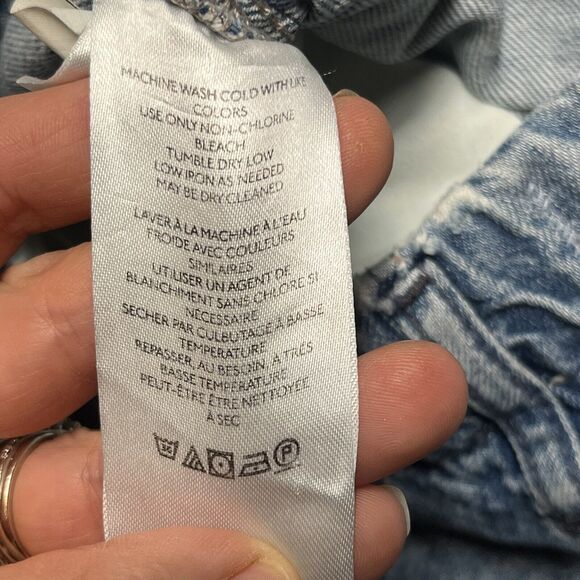 MACHINE WASH COLD WITH LIKE
COLORS
USE ONLY NON-CHLORINE
BLEACH
TUMBLE DRY LOW
LOW IRON AS NEEDED
MAY BE DRY CLEANED
LAVER À LA MACHINE À L'EAU
FROIDE AVEC COULEURS
SIMILAIRES
UTILISER UN AGENT DE
BLANCHIMENT SANS CHLORE SI
NÉCESSAIRE
SECHER PAR CULBUTAGE À BASSE
TEMPÉRATURE
REPASSER, AU BESOIN, À TRÉS
BASSE TEMPÉRATURE
PEUT-ÊTRE ÊTRE NETTOYÉE
À SEC
30 P